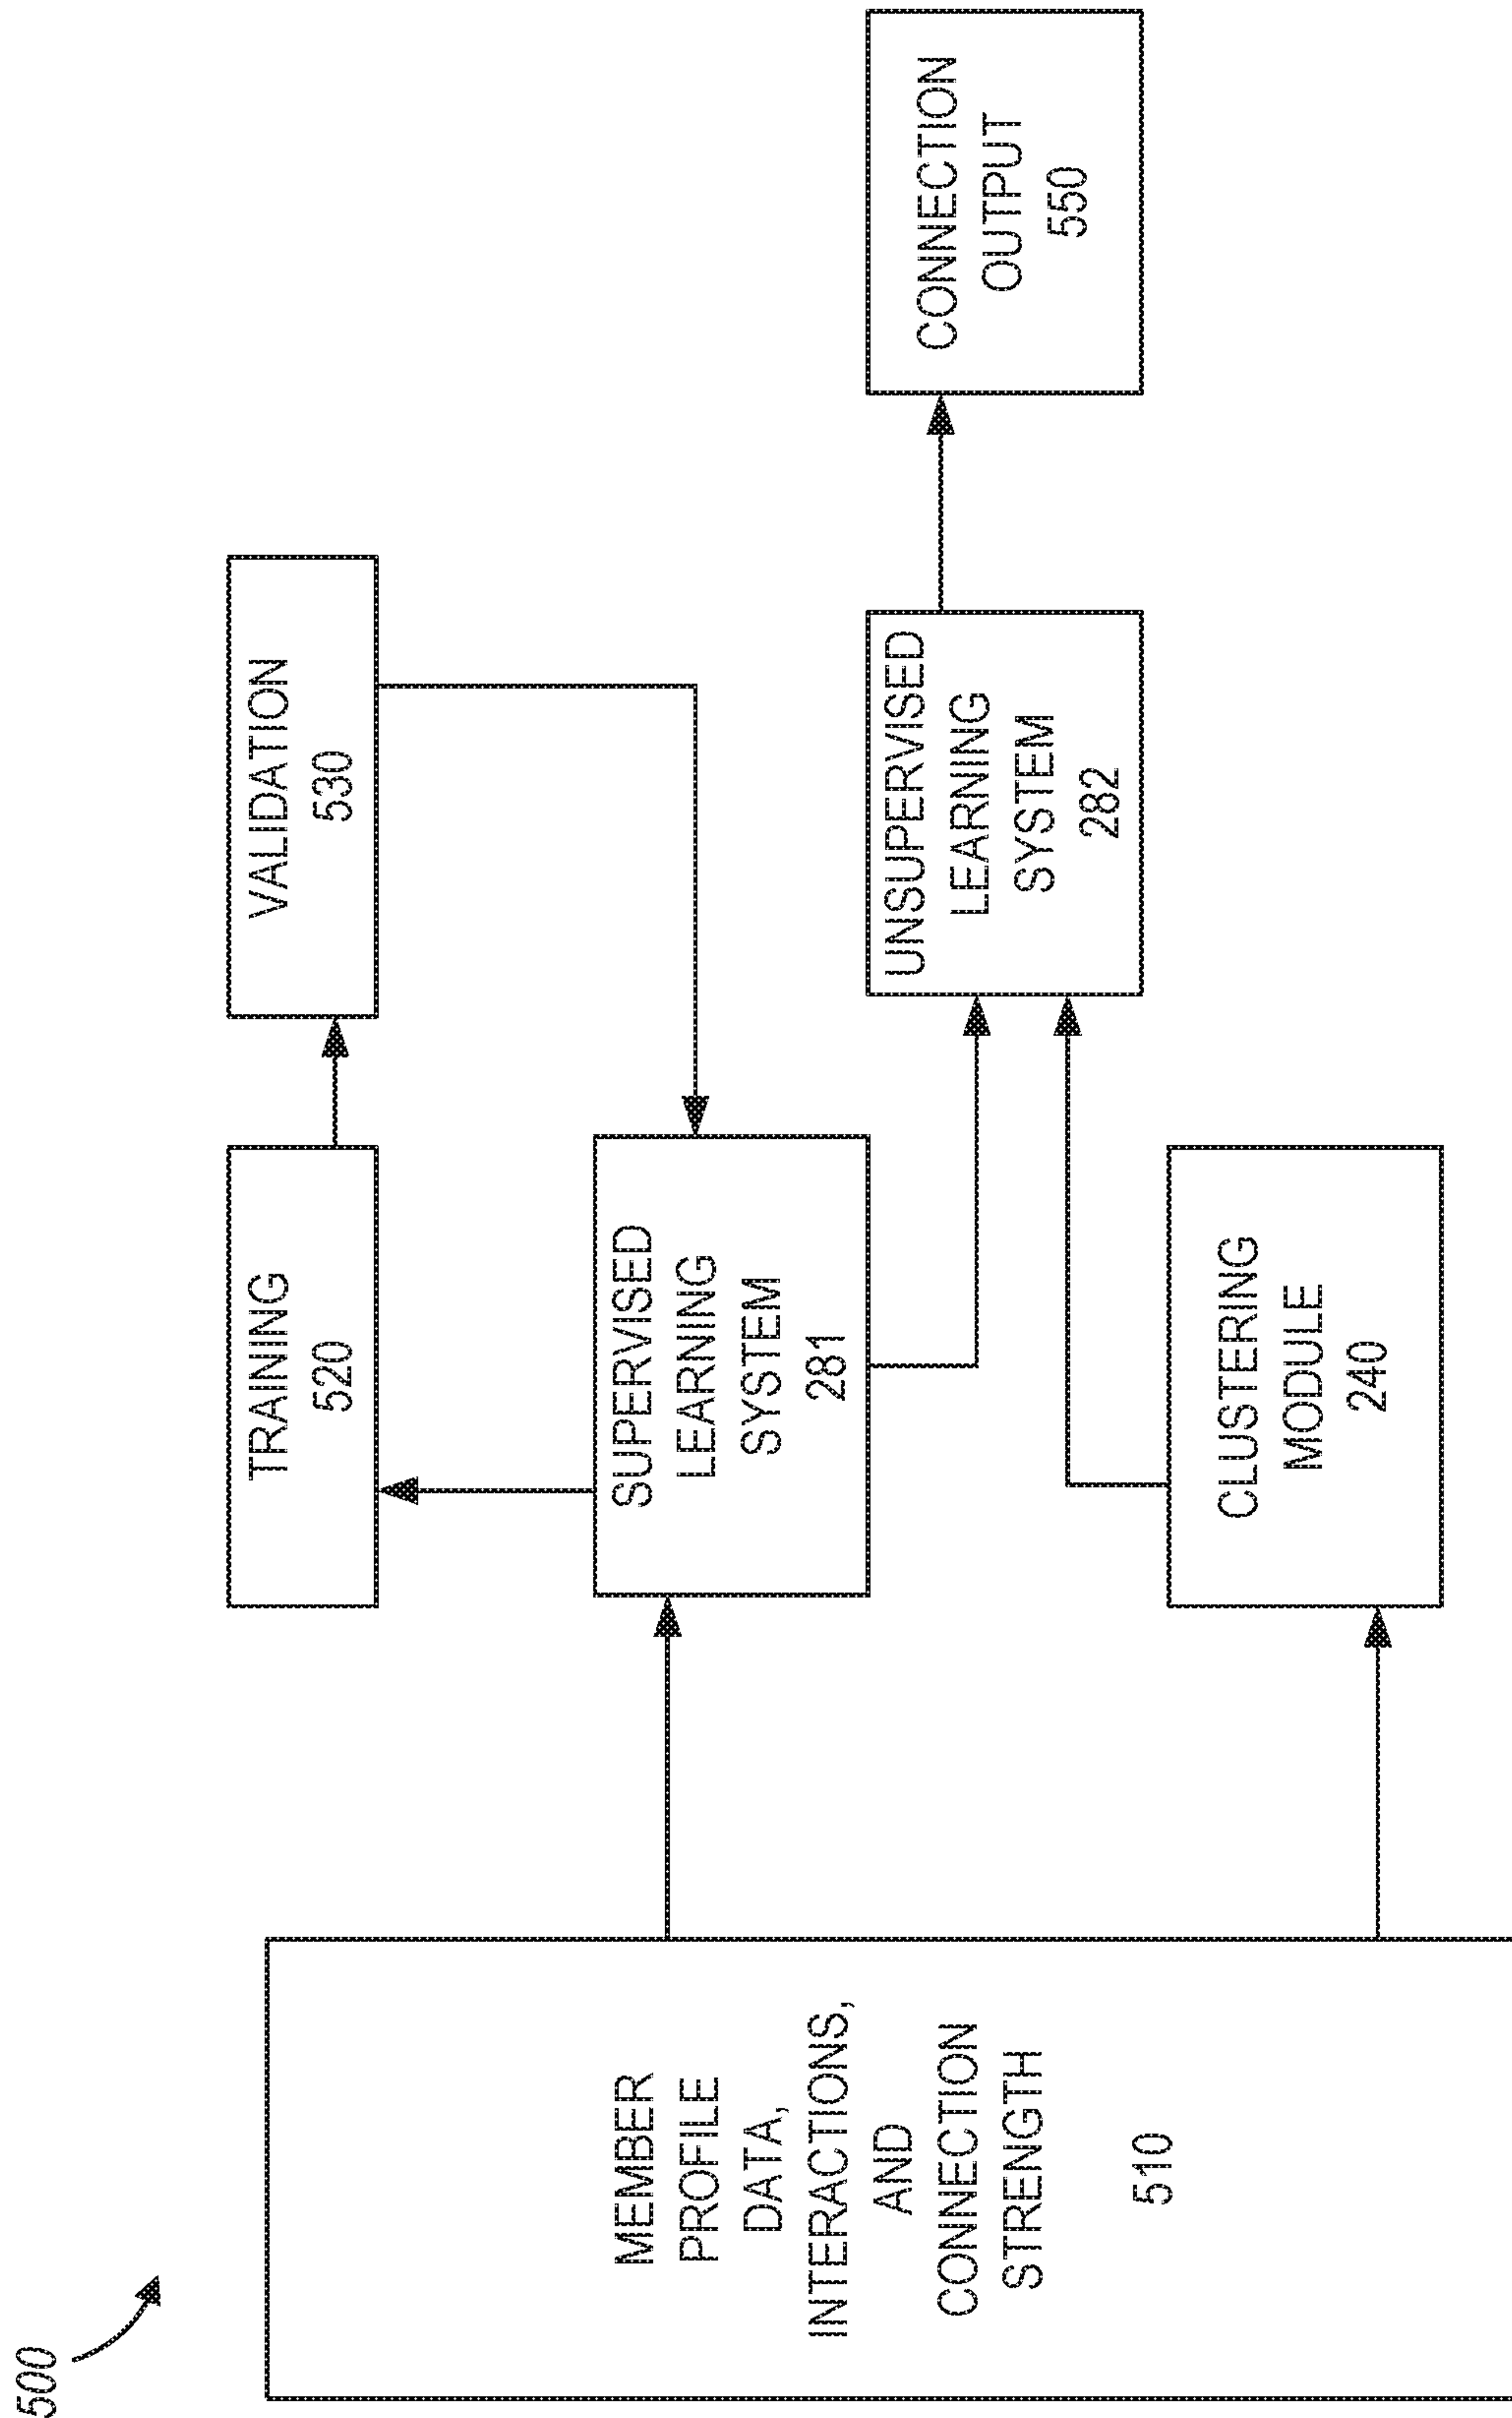 500
MEMBER
PROFILE
DATA,
INTERACTIONS,
AND
CONNECTION
STRENGTH
510
TRAINING
520
VALIDATION
530
SUPERVISED
LEARNING
SYSTEM
281
CLUSTERING
MODULE
240
UNSUPERVISED
LEARNING
SYSTEM
282
CONNECTION
OUTPUT
550